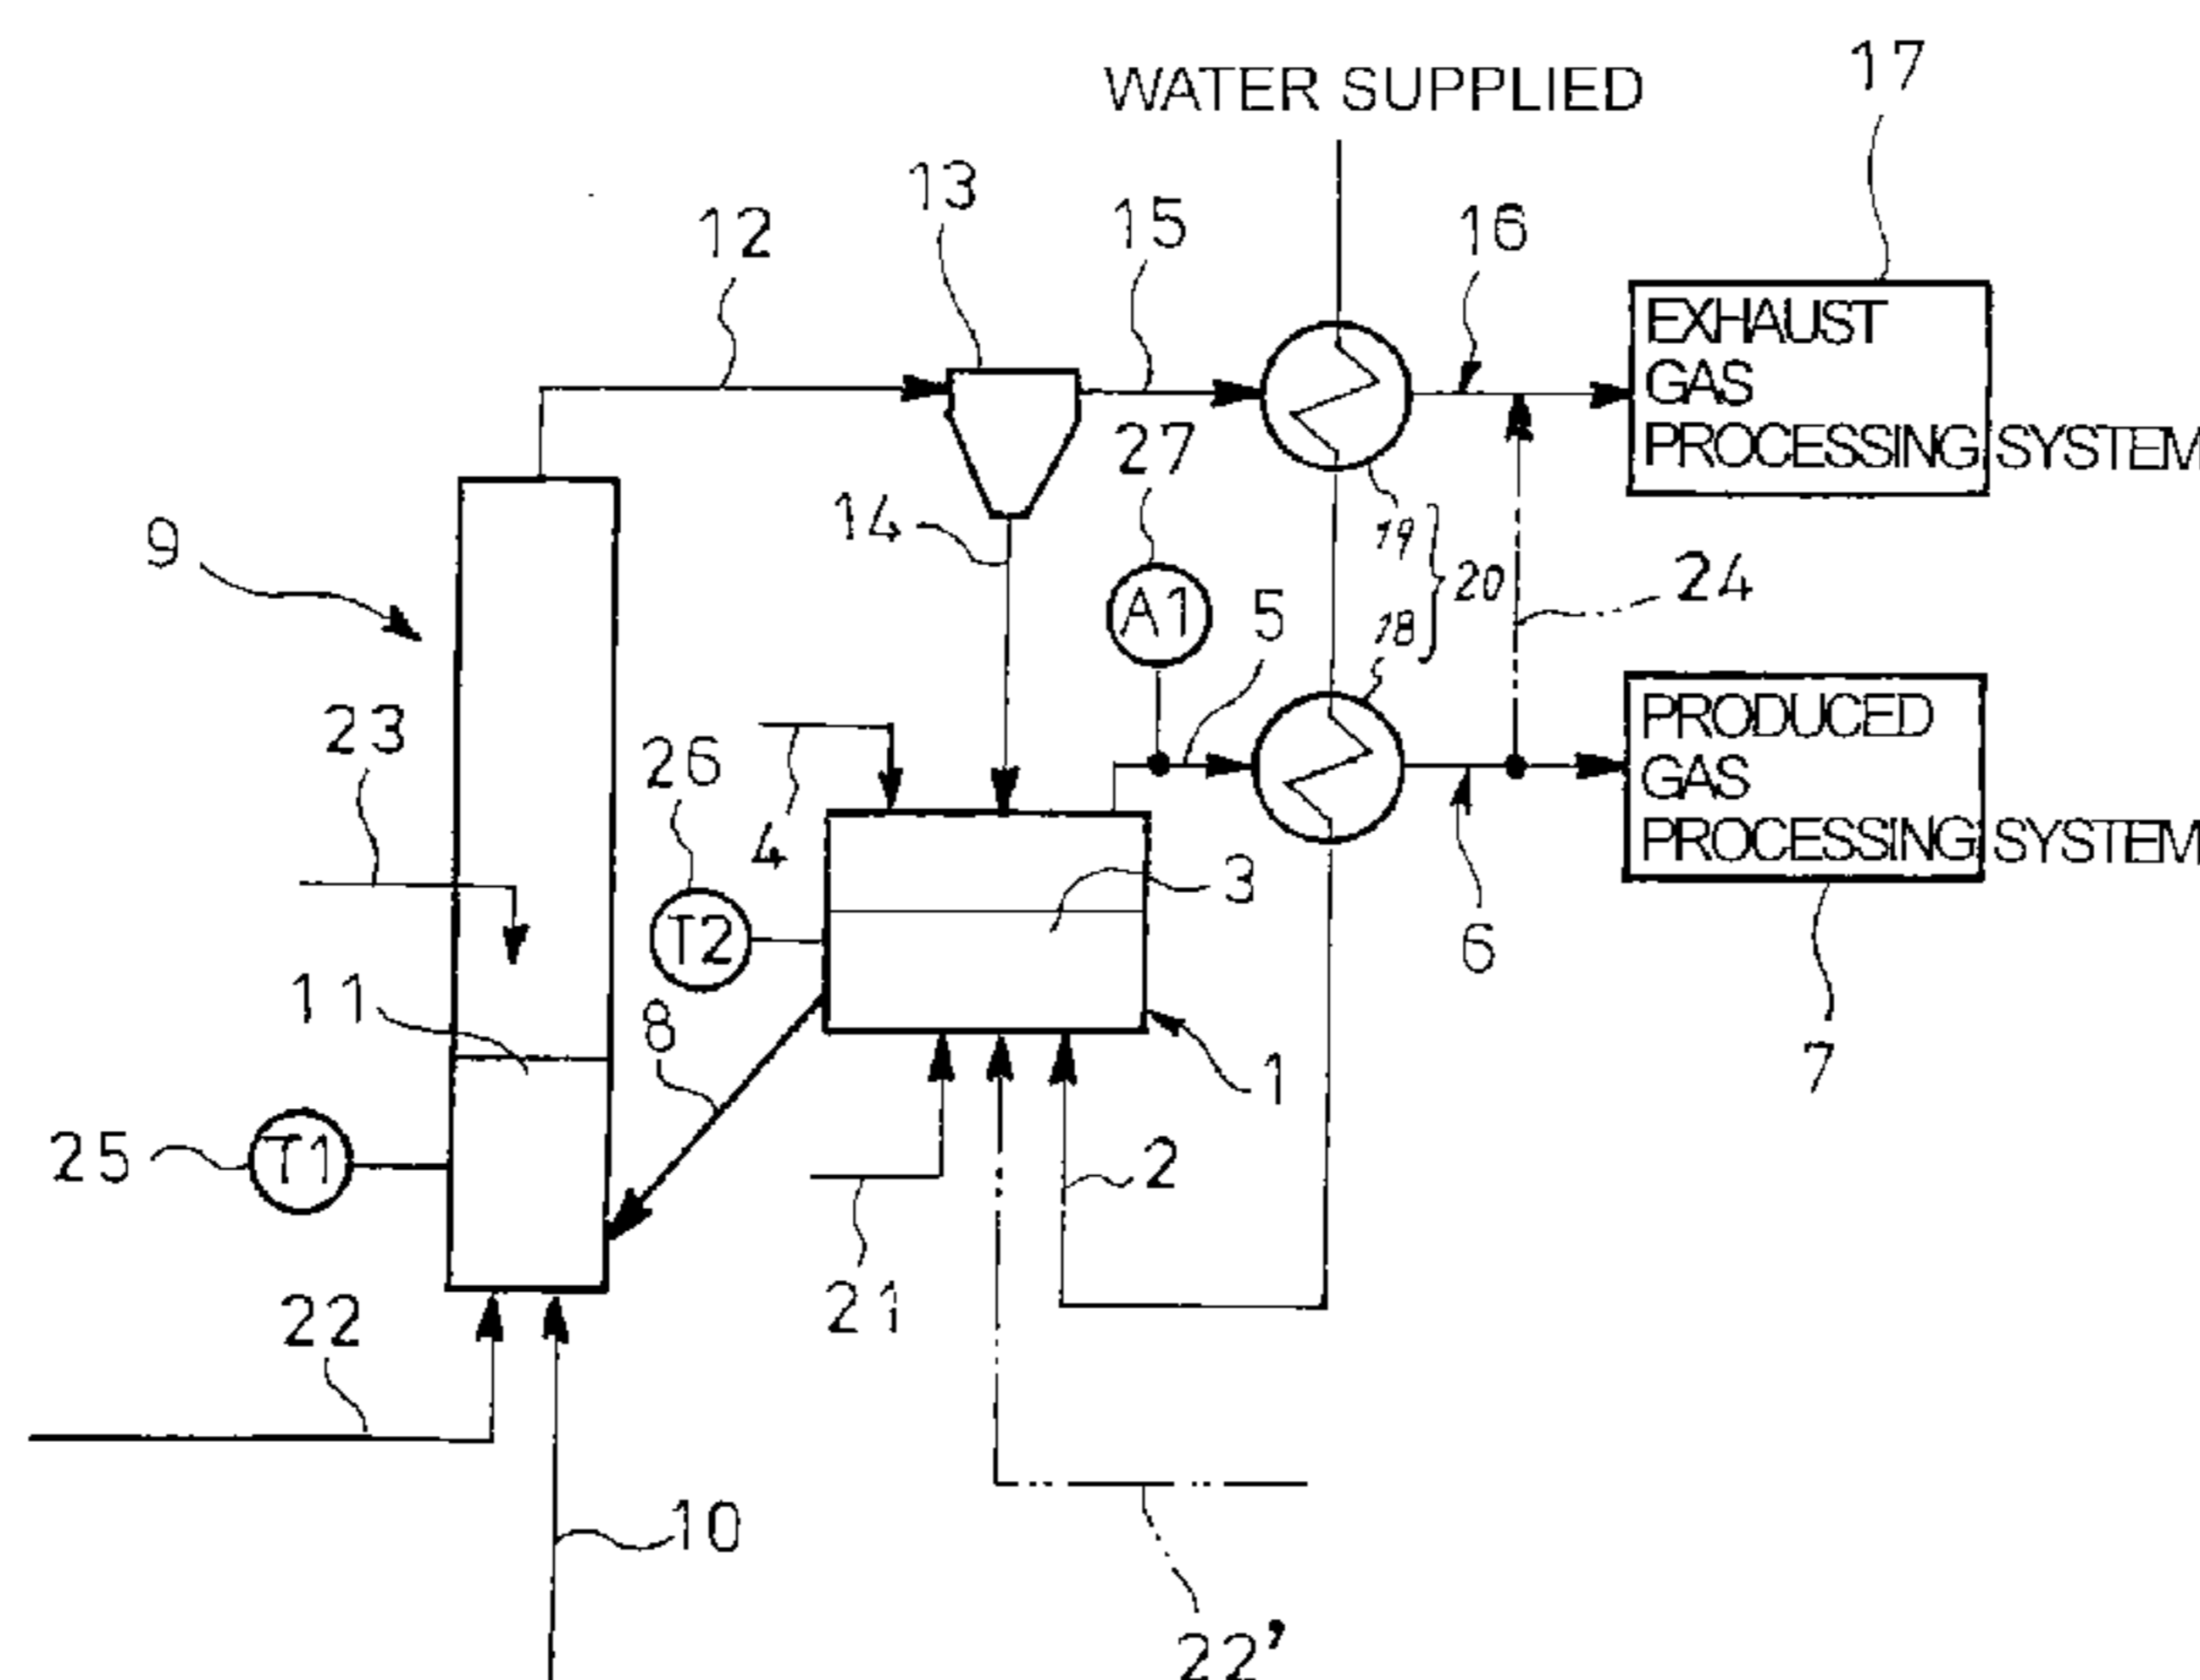 17
WATER SUPPLIED
13
12
15
16
EXHAUST
GAS
PROCESSING SYSTEM
27
14
19
20
9
24
A1
5
18
PRODUCED
GAS
PROCESSING SYSTEM
23
26
4
3
T2
6
11
8
1
7
25
T1
2
21
22
10
22'